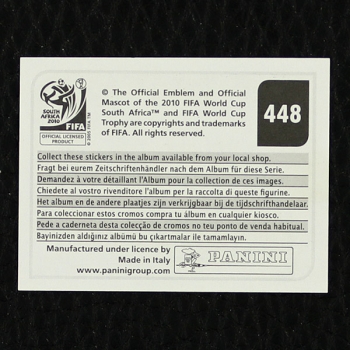 SOUTH AFRICA 2010
FIFA
OFFICIAL LICENSED
PRODUCT
© The Official Emblem and Official
Mascot of the 2010 FIFA World Cup
South Africa™ and FIFA World Cup
Trophy are copyrights and trademarks
of FIFA. All rights reserved.
448
Collect these stickers in the album available from your local shop.
Fragt bei eurem Zeitschriftenhändler nach dem Album für diese Serie.
Demandez à votre détaillant l'Album pour la collection de ces images.
Chiedete al vostro rivenditore l'album per la raccolta di queste figurine.
Het album en de andere plaatjes zijn verkrijgbaar bij de tijdschrifthandelaar.
Para coleccionar estos cromos compra tu álbum en cualquier kiosco.
Pede a caderneta desta colecção de cromos no teu ponto de venda habitual.
Bayinizden aldığınız albümü bu çıkartmalar ile tamamlayın.
Manufactured under licence by
Made in Italy
www.paninigroup.com
PANINI